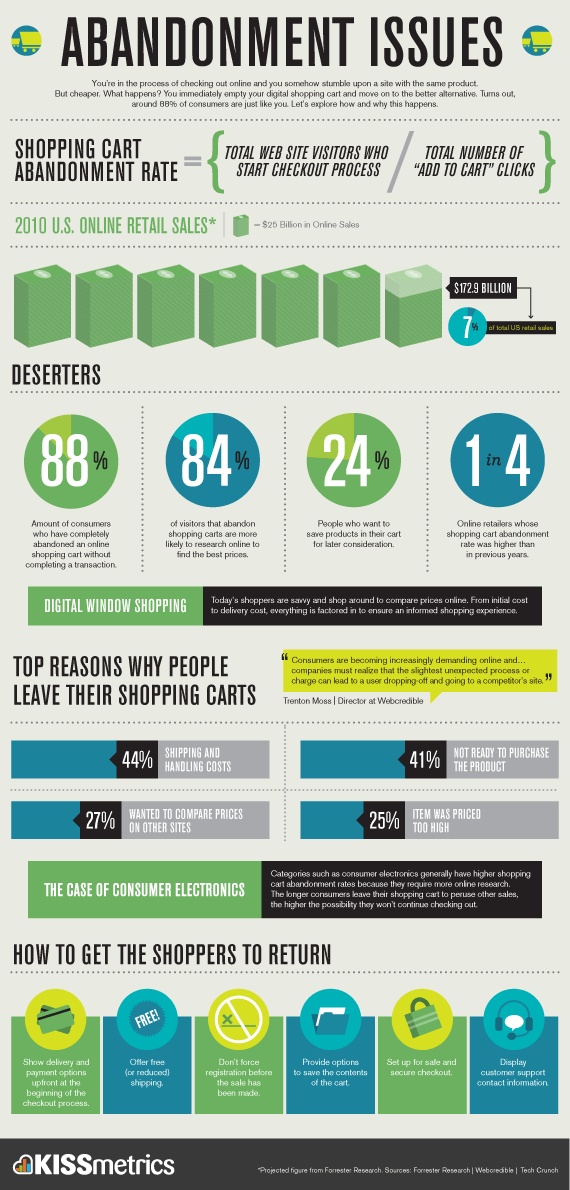 ABANDONMENT ISSUES
You're in the process of checking out online and you somehow stumble upon a site with the same product.
But cheaper. What happens? You immediately empty your digital shopping cart and move on to the better alternative. Turns out,
around 88% of consumers are just like you. Let's explore how and why this happens.
SHOPPING CART
ABANDONMENT RATE
=
{
TOTAL WEB SITE VISITORS WHO
START CHECKOUT PROCESS
/
TOTAL NUMBER OF
"ADD TO CART" CLICKS
}
2010 U.S. ONLINE RETAIL SALES*
= $25 Billion in Online Sales
$172.9 BILLION
7% of total US retail sales
DESERTERS
88%
Amount of consumers
who have completely
abandoned an online
shopping cart without
completing a transaction.
84%
of visitors that abandon
shopping carts are more
likely to research online to
find the best prices.
24%
People who want to
save products in their cart
for later consideration.
1 in 4
Online retailers whose
shopping cart abandonment
rate was higher than
in previous years.
DIGITAL WINDOW SHOPPING
Today's shoppers are savvy and shop around to compare prices online. From initial cost
to delivery cost, everything is factored in to ensure an informed shopping experience.
TOP REASONS WHY PEOPLE
LEAVE THEIR SHOPPING CARTS
"Consumers are becoming increasingly demanding online and...
companies must realize that the slightest unexpected process or
charge can lead to a user dropping-off and going to a competitor's site."
Trenton Moss | Director at Webcredible
44%
SHIPPING AND
HANDLING COSTS
41%
NOT READY TO PURCHASE
THE PRODUCT
27%
WANTED TO COMPARE PRICES
ON OTHER SITES
25%
ITEM WAS PRICED
TOO HIGH
THE CASE OF CONSUMER ELECTRONICS
Categories such as consumer electronics generally have higher shopping
cart abandonment rates because they require more online research.
The longer consumers leave their shopping cart to peruse other sales,
the higher the possibility they won't continue checking out.
HOW TO GET THE SHOPPERS TO RETURN
Show delivery and
payment options
upfront at the
beginning of the
checkout process.
FREE!
Offer free
(or reduced)
shipping.
Don't force
registration before
the sale has
been made.
Provide options
to save the contents
of the cart.
Set up for safe and
secure checkout.
Display
customer support
contact information.
KISSmetrics
*Projected figure from Forrester Research. Sources: Forrester Research | Webcredible | Tech Crunch